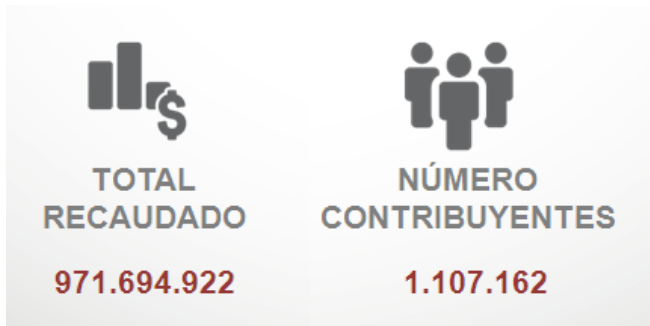 $
TOTAL
RECAUDADO
971.694.922
NÚMERO
CONTRIBUYENTES
1.107.162